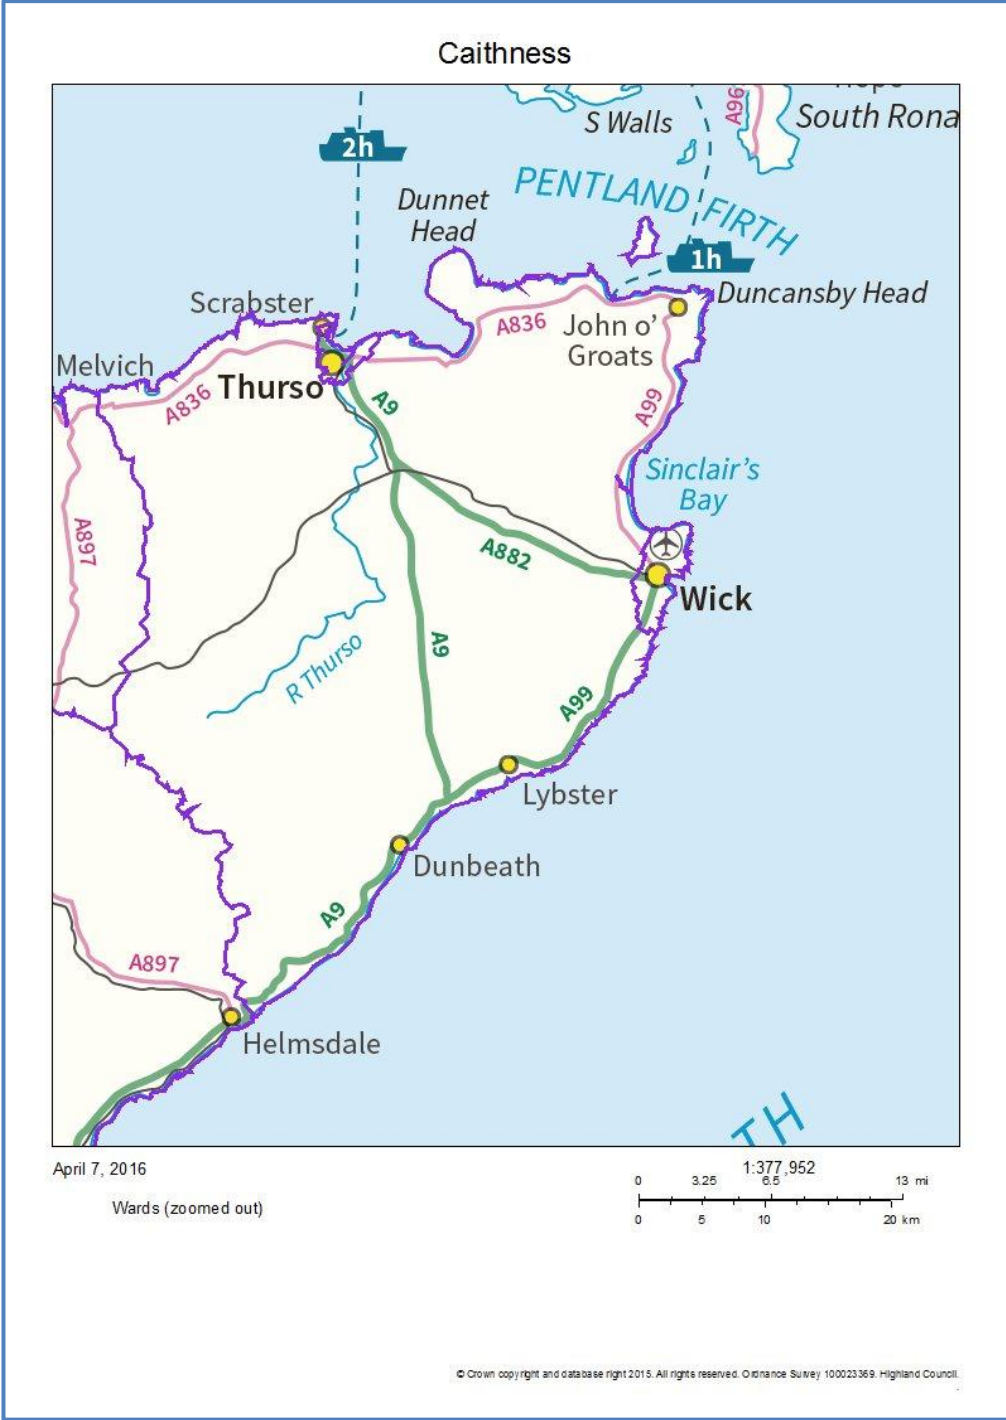 Caithness
Hope
S Walls
A96
South Rona
2h
PENTLAND FIRTH
Dunnet
Head
1h
Duncansby Head
Scrabster
A836
John o'
Groats
Melvich
Thurso
A836
A9
A99
Sinclair's
Bay
A897
A882
Wick
A9
R Thurso
A99
Lybster
Dunbeath
A9
A897
Helmsdale
TH
April 7, 2016
1:377,952
0 3.25 6.5 13 mi
Wards (zoomed out)
0 5 10 20 km
© Crown copyright and database right 2015. All rights reserved. Ordnance Survey 100023369. Highland Council.
.